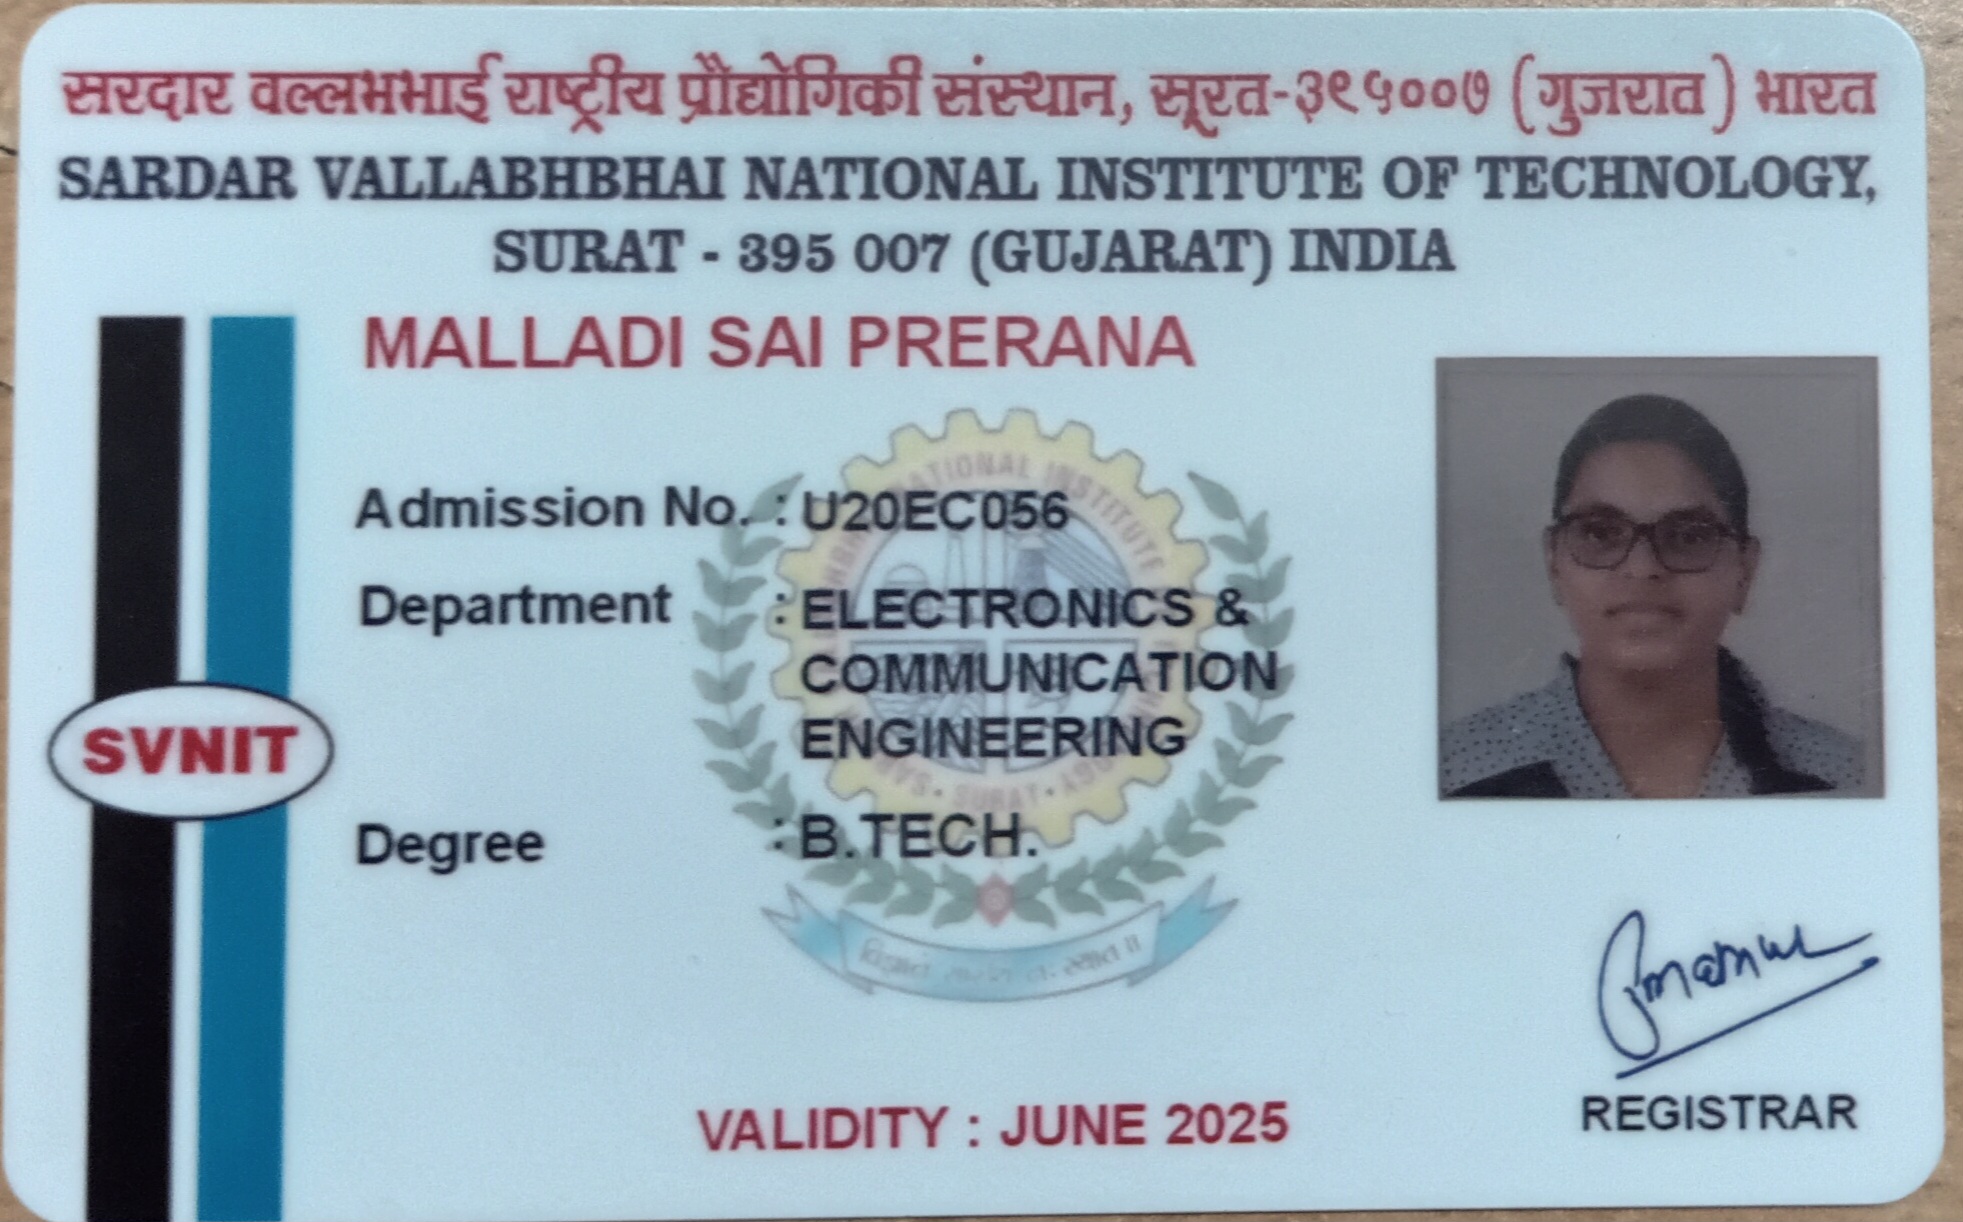 सरदार वल्लभभाई राष्ट्रीय प्रौद्योगिकी संस्थान, सूरत-३९५००७ (गुजरात) भारत
SARDAR VALLABHBHAI NATIONAL INSTITUTE OF TECHNOLOGY,
SURAT - 395 007 (GUJARAT) INDIA
MALLADI SAI PRERANA
Admission No. : U20EC056
Department : ELECTRONICS &
COMMUNICATION
ENGINEERING
SVNIT
Degree : B.TECH.
NATIONAL INSTITUTE
SURAT
VALIDITY : JUNE 2025
REGISTRAR